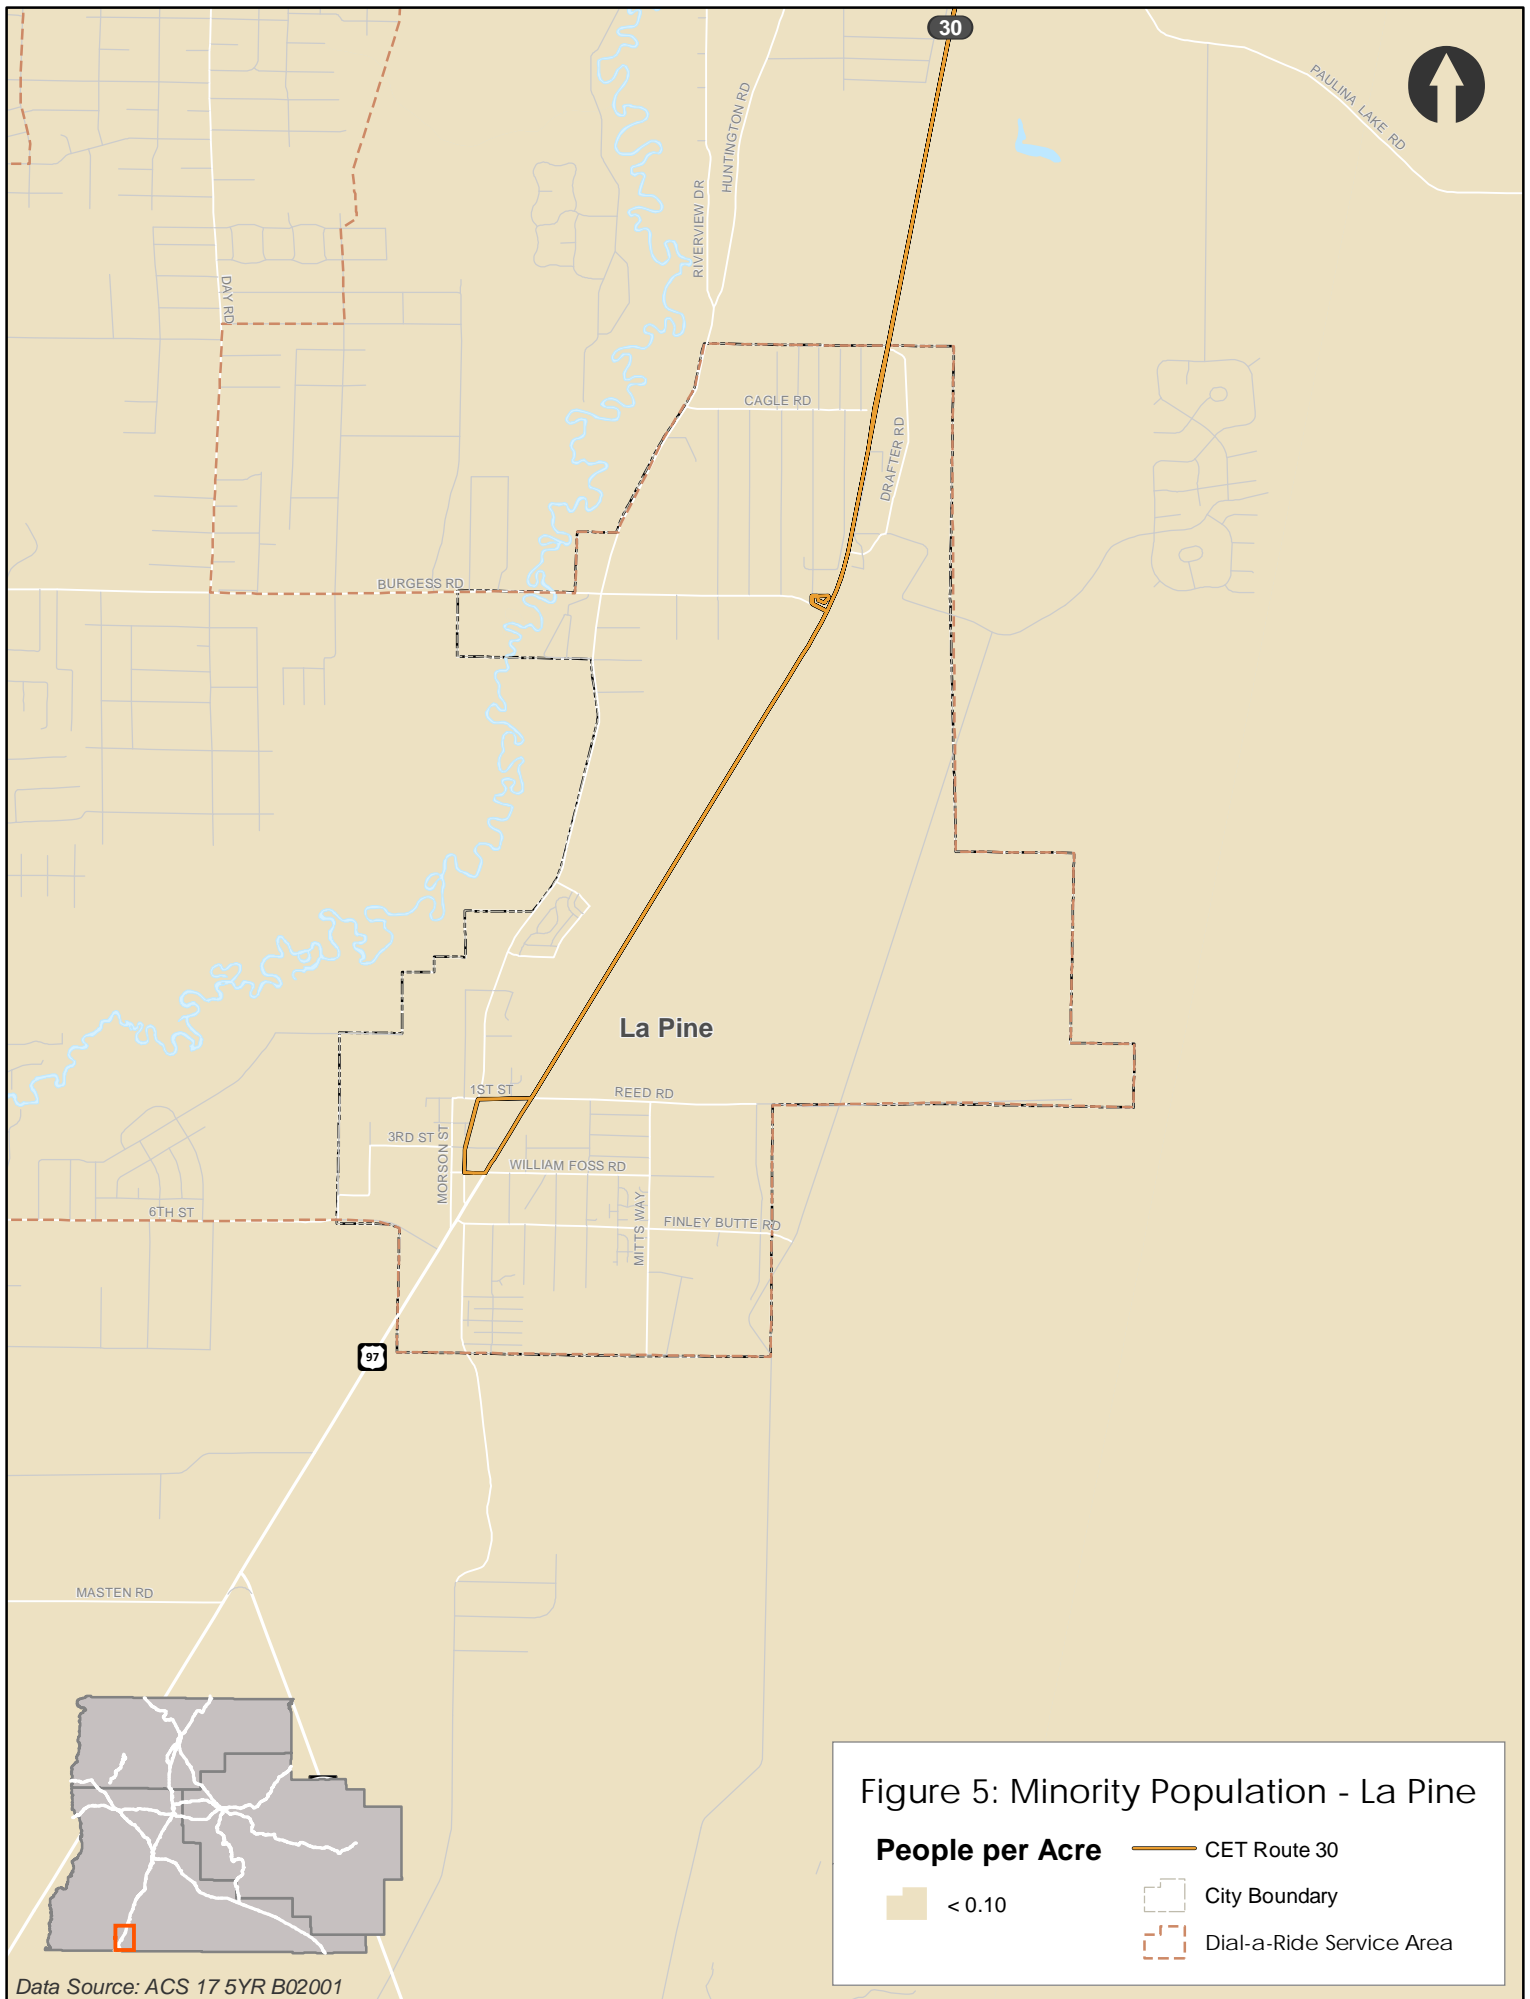 30
PAULINA LAKE RD
HUNTINGTON RD
RIVERVIEW DR
DAY RD
CAGLE RD
DRAFTER RD
BURGESS RD
La Pine
1ST ST
REED RD
3RD ST
MORSON ST
WILLIAM FOSS RD
6TH ST
MITTS WAY
FINLEY BUTTE RD
97
MASTEN RD
Figure 5: Minority Population - La Pine
People per Acre
< 0.10
CET Route 30
City Boundary
Dial-a-Ride Service Area
Data Source: ACS 17 5YR B02001